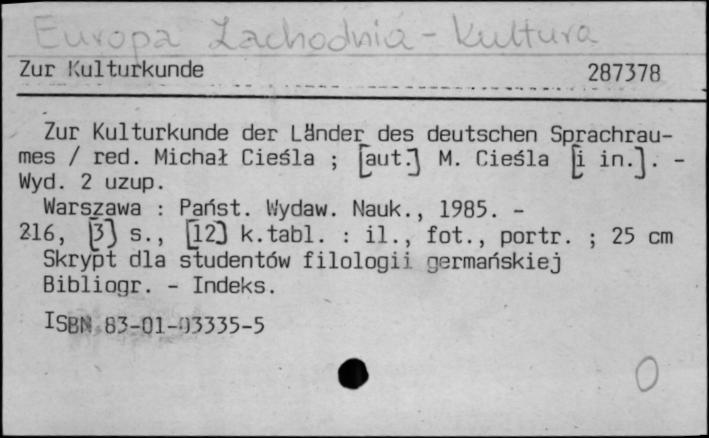 Europa Zachodnia - Kultura
Zur Kulturkunde 287378
Zur Kulturkunde der Länder des deutschen Sprachrau-
mes / red. Michał Cieśla ; [aut.] M. Cieśla [i in.]. -
Wyd. 2 uzup.
Warszawa : Państ. Wydaw. Nauk., 1985. -
216, [3] s., [12] k.tabl. : il., fot., portr. ; 25 cm
Skrypt dla studentów filologii germańskiej
Bibliogr. - Indeks.
ISBN 83-01-03335-5
0